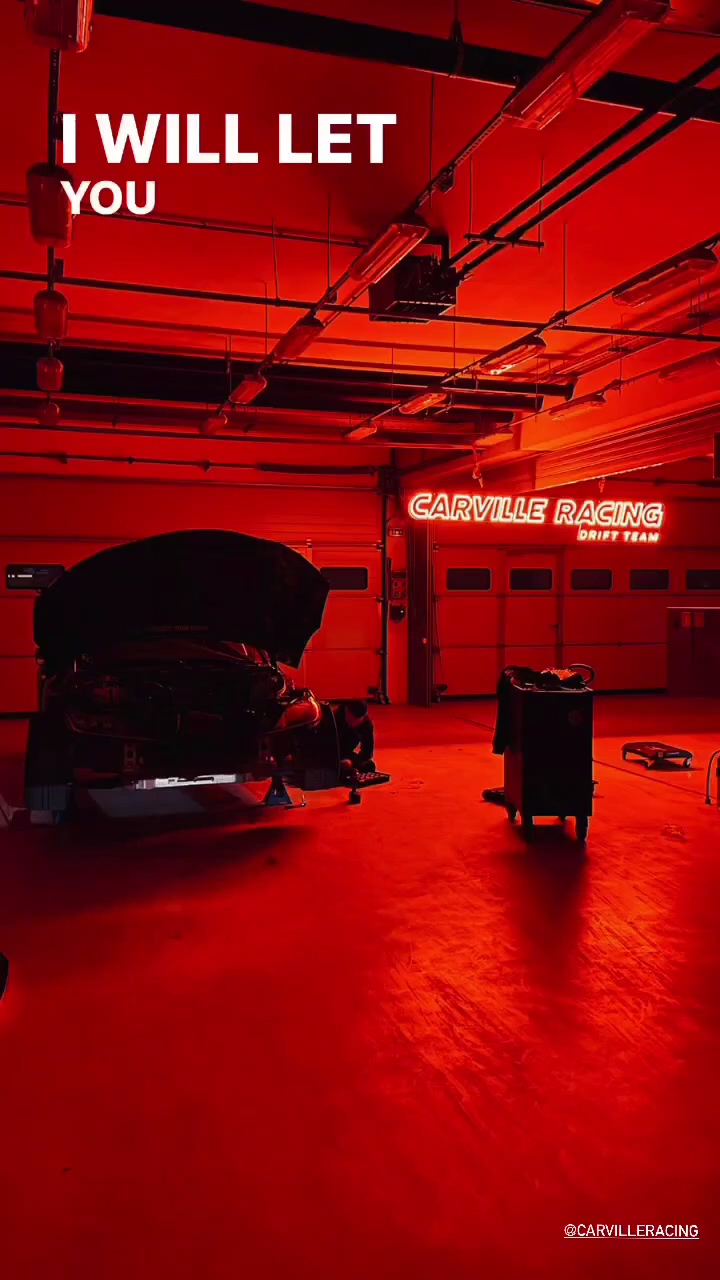 I WILL LET
YOU
CARVILLE RACING
DRIFT TEAM
@CARVILLERACING